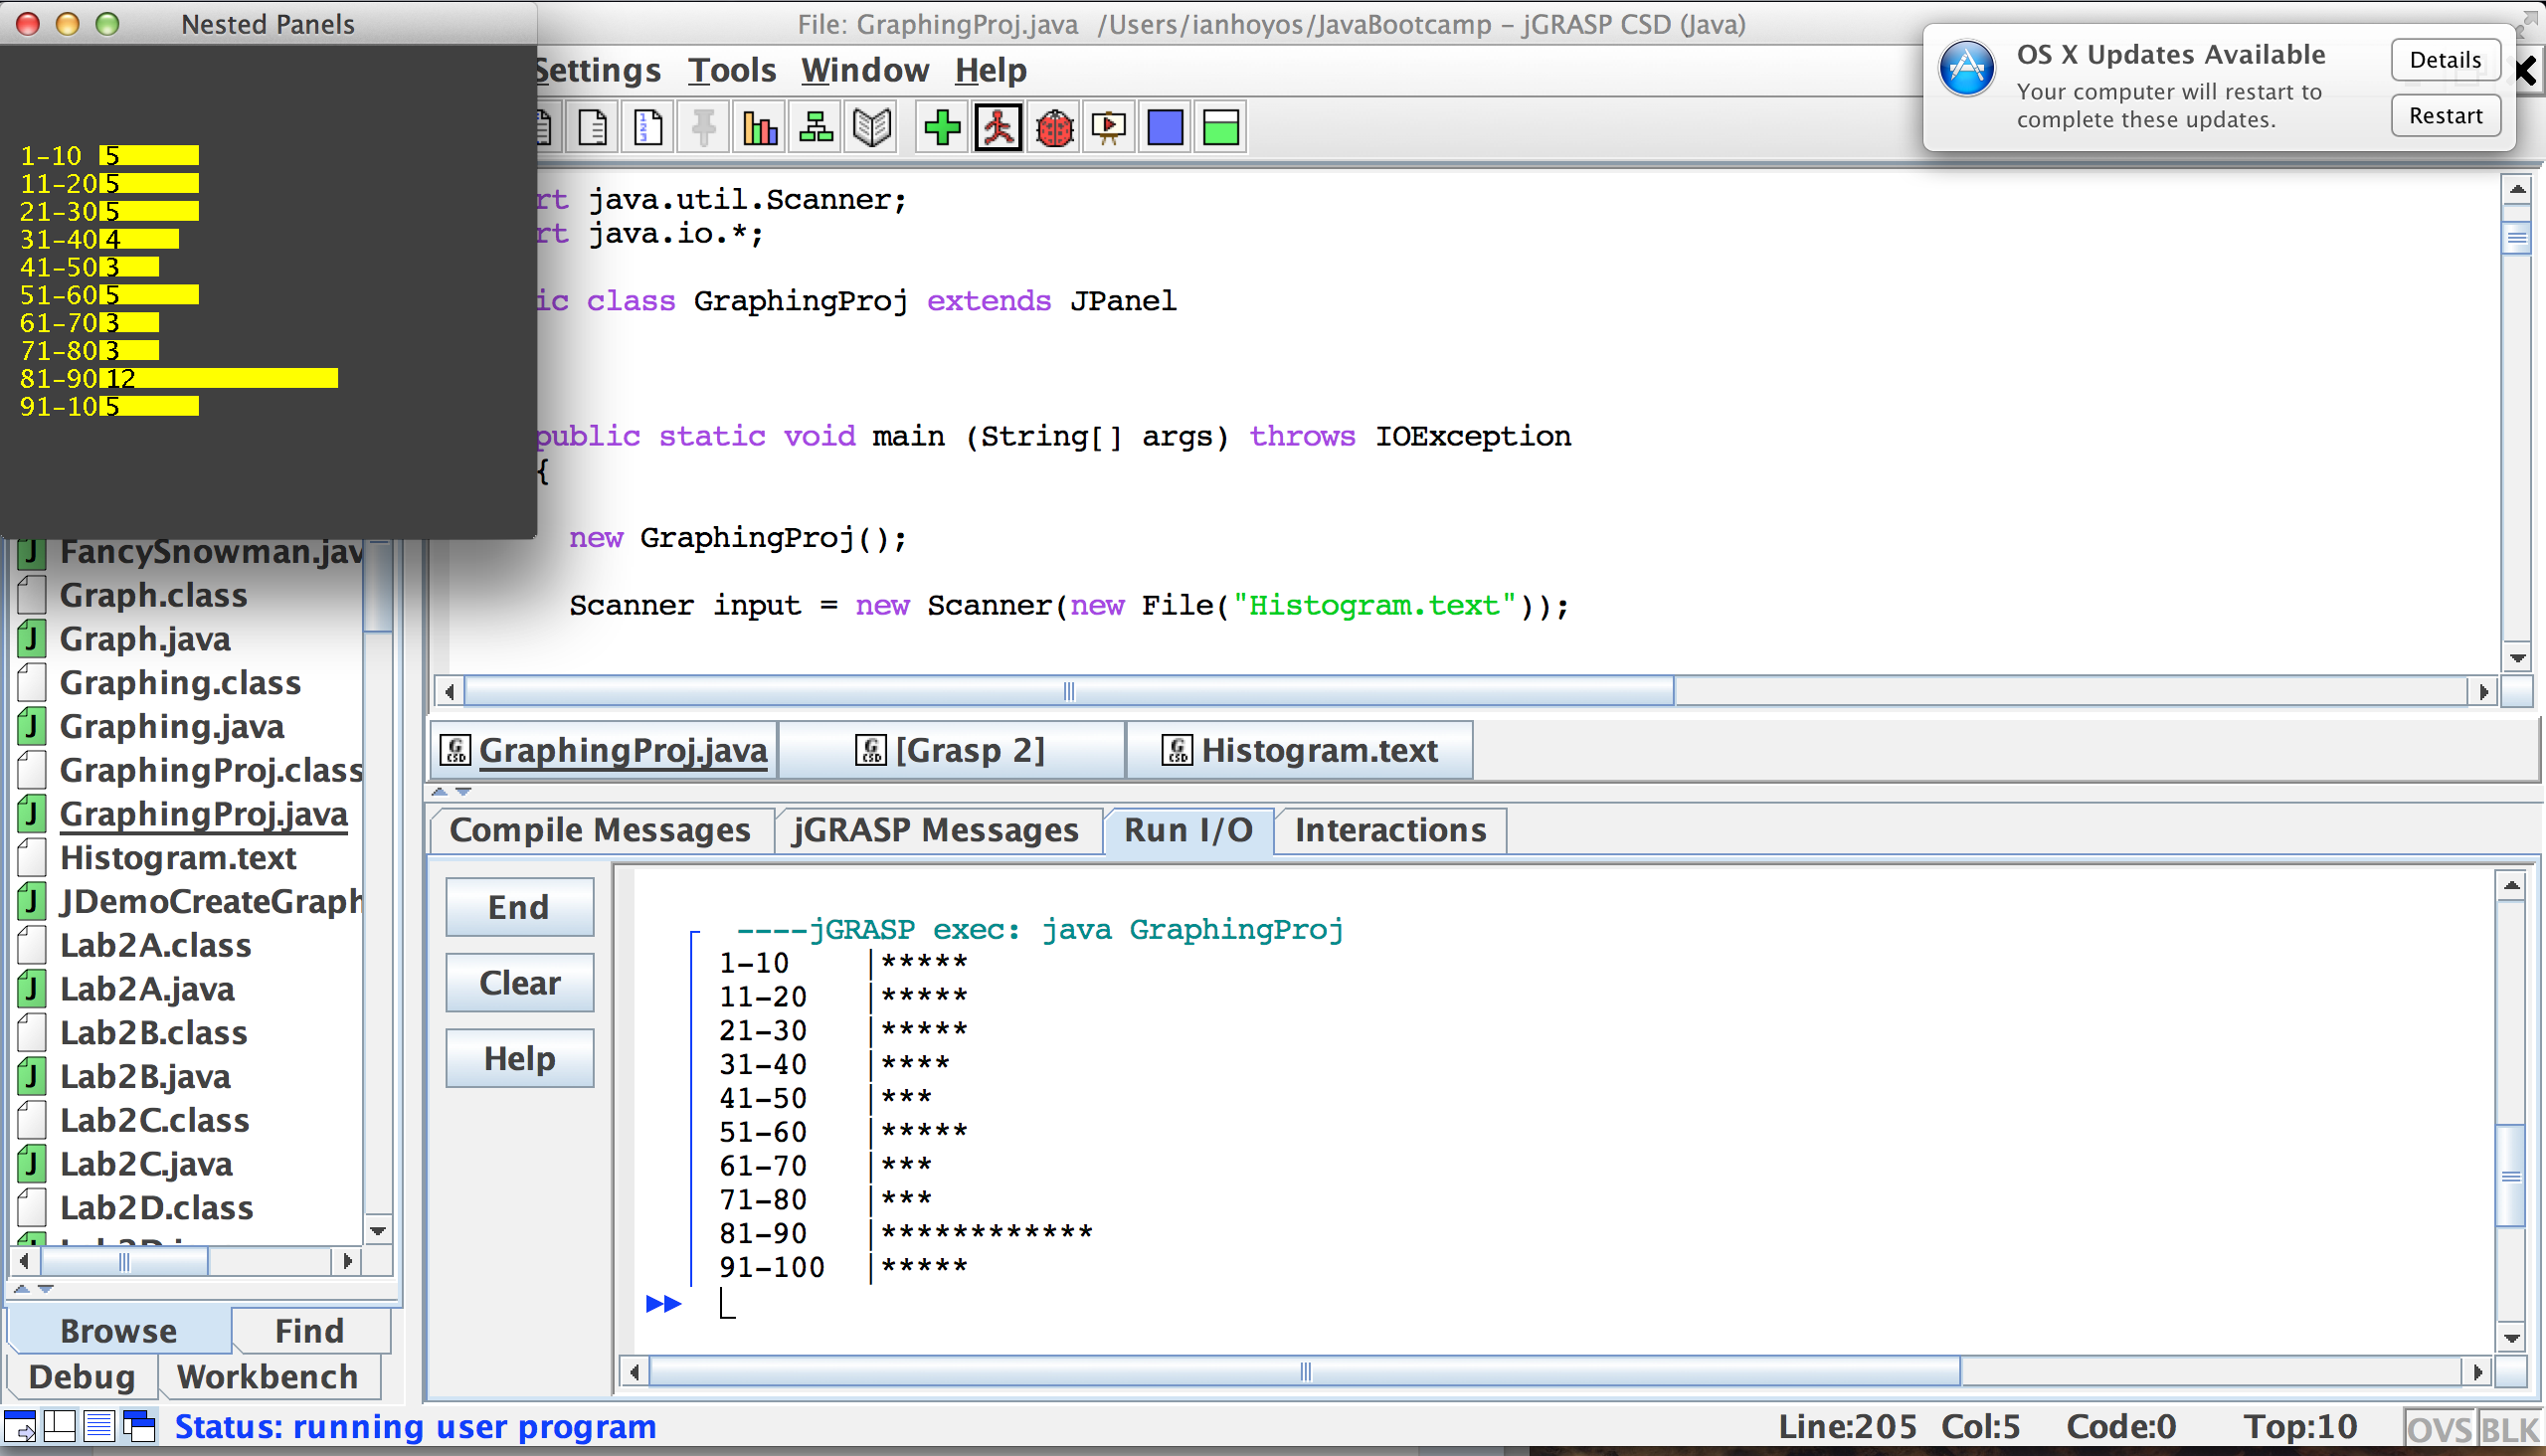 Nested Panels
File: GraphingProj.java /Users/ianhoyos/JavaBootcamp – jGRASP CSD (Java)
OS X Updates Available
Your computer will restart to
complete these updates.
Details
Restart
Settings Tools Window Help
1-10 5
11-20 5
21-30 5
31-40 4
41-50 3
51-60 5
61-70 3
71-80 3
81-90 12
91-10 5
rt java.util.Scanner;
rt java.io.*;
ic class GraphingProj extends JPanel
public static void main (String[] args) throws IOException
{
new GraphingProj();
Scanner input = new Scanner(new File("Histogram.text"));
FancySnowman.jav
Graph.class
Graph.java
Graphing.class
Graphing.java
GraphingProj.class
GraphingProj.java
Histogram.text
JDemoCreateGraph
Lab2A.class
Lab2A.java
Lab2B.class
Lab2B.java
Lab2C.class
Lab2C.java
Lab2D.class
Browse Find
Debug Workbench
GraphingProj.java [Grasp 2] Histogram.text
Compile Messages jGRASP Messages Run I/O Interactions
End
Clear
Help
----jGRASP exec: java GraphingProj
1-10 |*****
11-20 |*****
21-30 |*****
31-40 |****
41-50 |***
51-60 |*****
61-70 |***
71-80 |***
81-90 |************
91-100 |*****
Status: running user program
Line:205 Col:5 Code:0 Top:10 OVS BLK